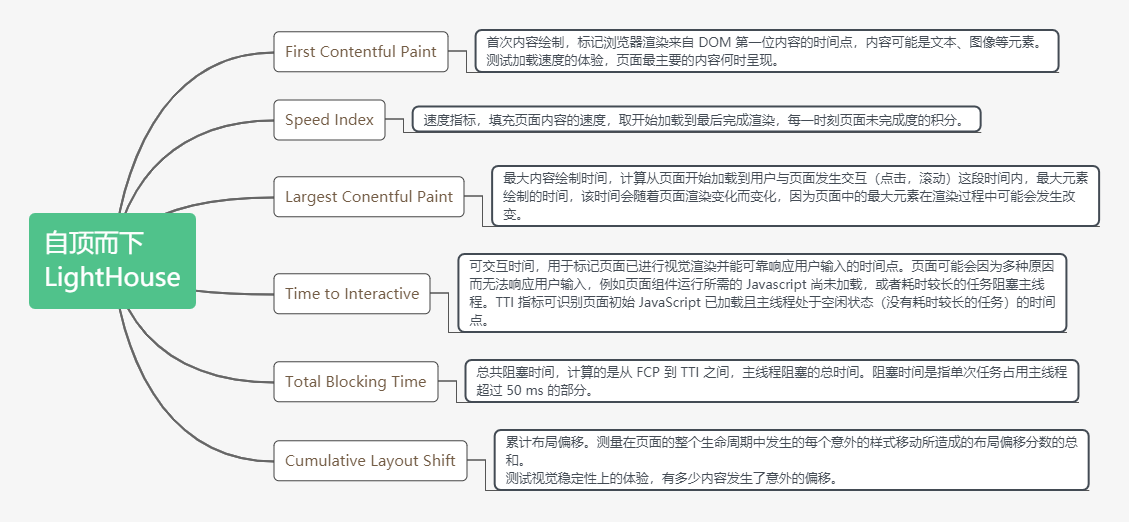 自顶而下
LightHouse
First Contentful Paint
首次内容绘制，标记浏览器渲染来自 DOM 第一位内容的时间点，内容可能是文本、图像等元素。
测试加载速度的体验，页面最主要的内容何时呈现。
Speed Index
速度指标，填充页面内容的速度，取开始加载到最后完成渲染，每一时刻页面未完成度的积分。
Largest Conentful Paint
最大内容绘制时间，计算从页面开始加载到用户与页面发生交互（点击，滚动）这段时间内，最大元素
绘制的时间，该时间会随着页面渲染变化而变化，因为页面中的最大元素在渲染过程中可能会发生改
变。
Time to Interactive
可交互时间，用于标记页面已进行视觉渲染并能可靠响应用户输入的时间点。页面可能会因为多种原因
而无法响应用户输入，例如页面组件运行所需的 Javascript 尚未加载，或者耗时较长的任务阻塞主线
程。TTI 指标可识别页面初始 JavaScript 已加载且主线程处于空闲状态（没有耗时较长的任务）的时间
点。
Total Blocking Time
总共阻塞时间，计算的是从 FCP 到 TTI 之间，主线程阻塞的总时间。阻塞时间是指单次任务占用主线程
超过 50 ms 的部分。
Cumulative Layout Shift
累计布局偏移。测量在页面的整个生命周期中发生的每个意外的样式移动所造成的布局偏移分数的总
和。
测试视觉稳定性上的体验，有多少内容发生了意外的偏移。